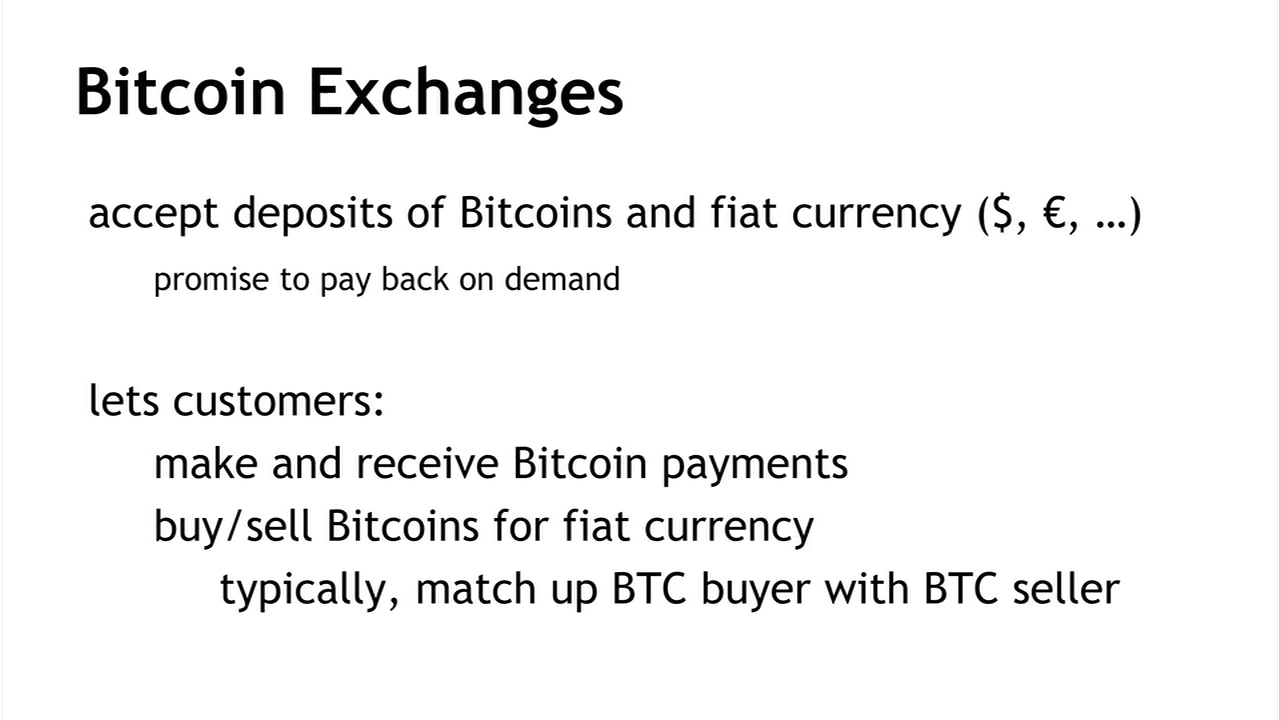 Bitcoin Exchanges
accept deposits of Bitcoins and fiat currency ($, €, …)
promise to pay back on demand
lets customers:
make and receive Bitcoin payments
buy/sell Bitcoins for fiat currency
typically, match up BTC buyer with BTC seller